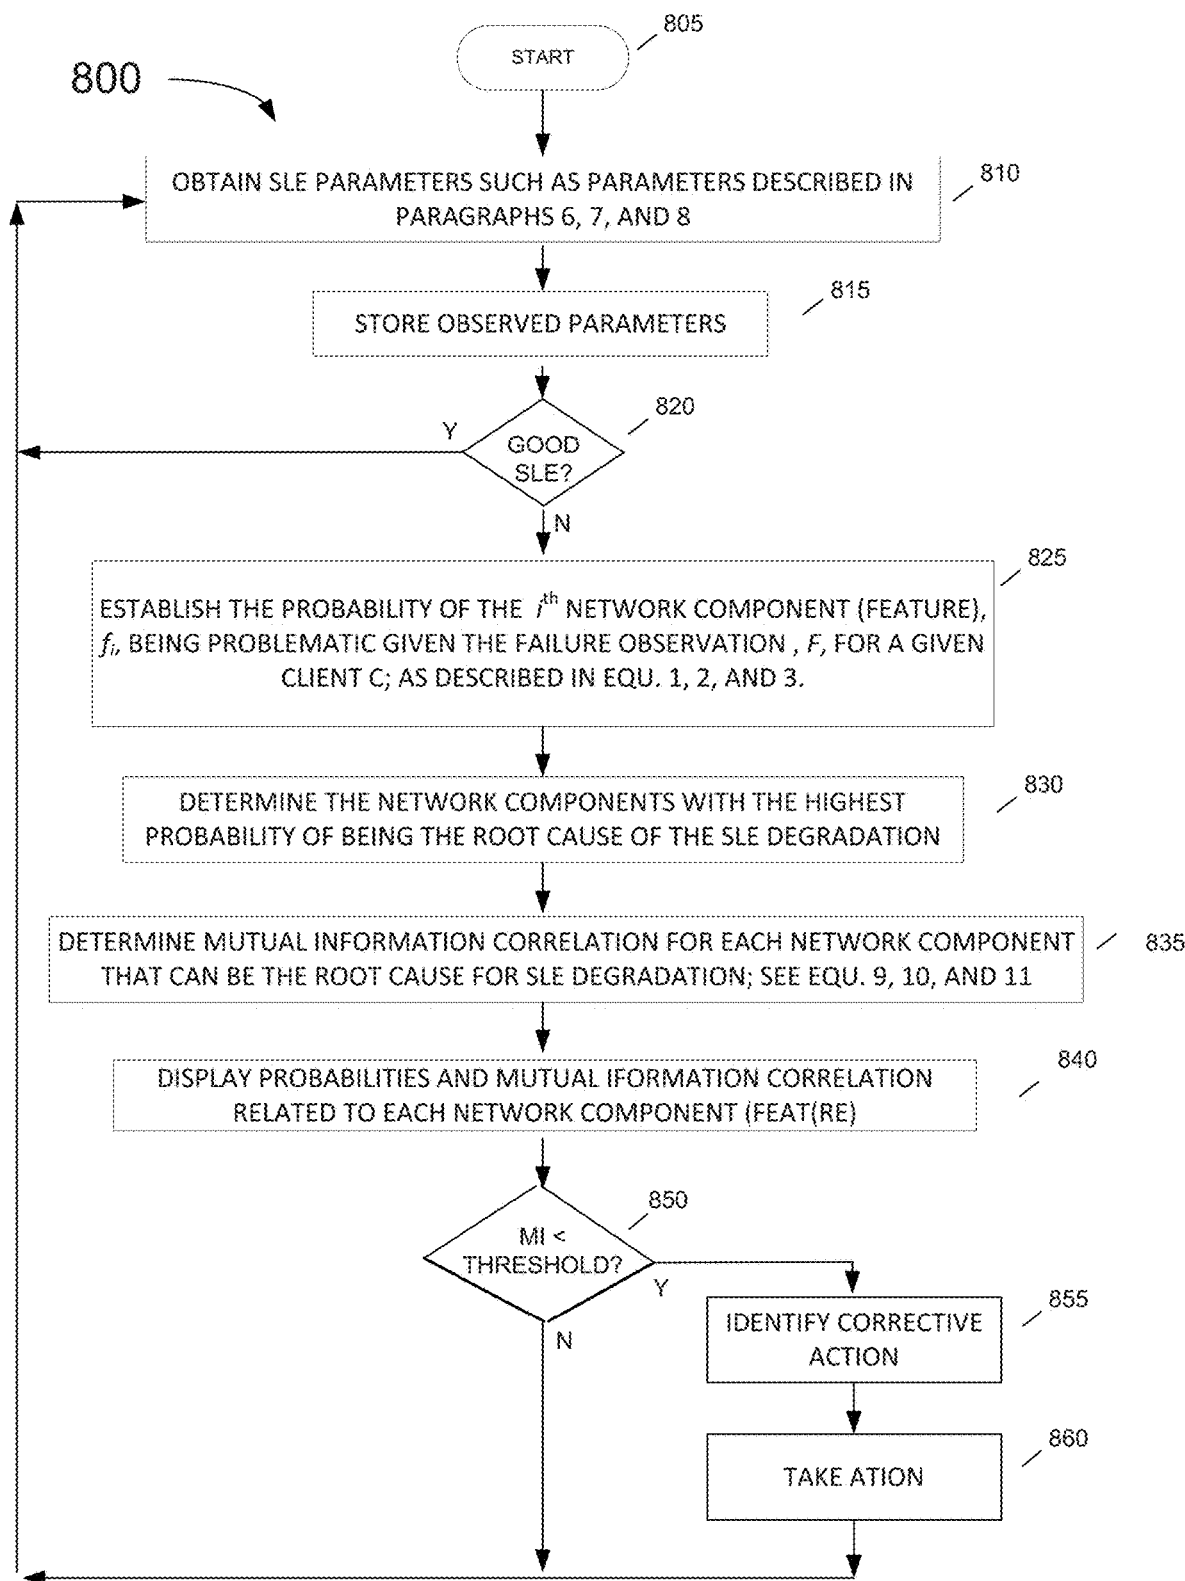 805
START
800
OBTAIN SLE PARAMETERS SUCH AS PARAMETERS DESCRIBED IN
PARAGRAPHS 6, 7, AND 8
810
STORE OBSERVED PARAMETERS
815
820
Y
GOOD
SLE?
N
825
ESTABLISH THE PROBABILITY OF THE i th NETWORK COMPONENT (FEATURE),
fi, BEING PROBLEMATIC GIVEN THE FAILURE OBSERVATION , F, FOR A GIVEN
CLIENT C; AS DESCRIBED IN EQU. 1, 2, AND 3.
830
DETERMINE THE NETWORK COMPONENTS WITH THE HIGHEST
PROBABILITY OF BEING THE ROOT CAUSE OF THE SLE DEGRADATION
DETERMINE MUTUAL INFORMATION CORRELATION FOR EACH NETWORK COMPONENT
THAT CAN BE THE ROOT CAUSE FOR SLE DEGRADATION; SEE EQU. 9, 10, AND 11
835
840
DISPLAY PROBABILITIES AND MUTUAL IFORMATION CORRELATION
RELATED TO EACH NETWORK COMPONENT (FEAT(RE)
850
MI <
THRESHOLD?
Y
N
855
IDENTIFY CORRECTIVE
ACTION
860
TAKE ATION